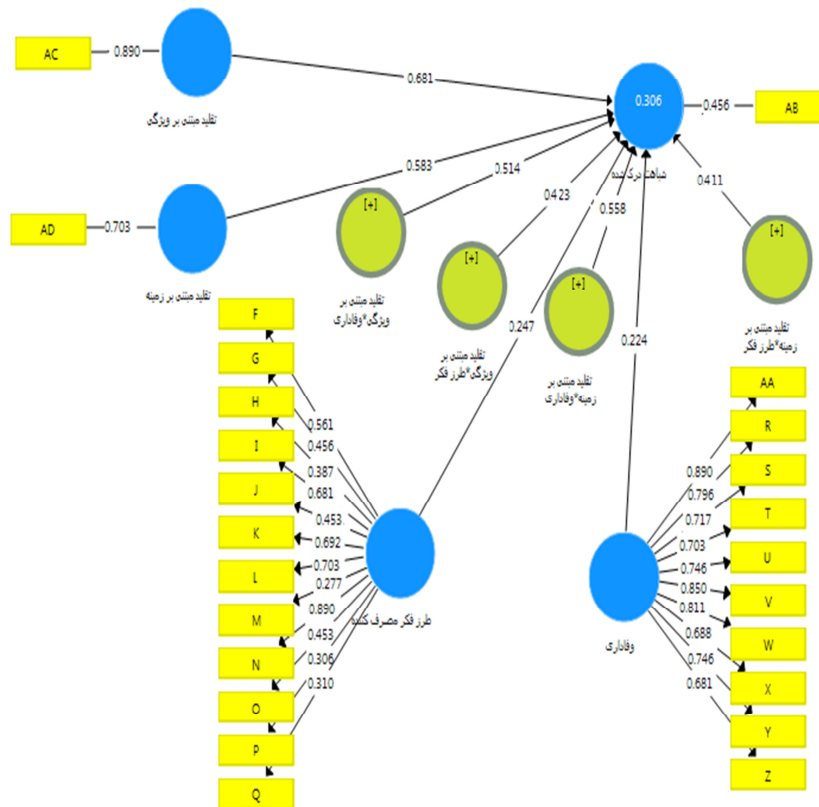 AC
0.890
تقلید مبتنی بر ویژگی
0.681
0.306
0.456
AB
شباهت درک شده
AD
0.703
تقلید مبتنی بر زمینه
0.583
0.514
[+]
تقلید مبتنی بر
ویژگی*وفاداری
0.423
[+]
تقلید مبتنی بر
ویژگی*طرز فکر
0.558
[+]
تقلید مبتنی بر
زمینه*وفاداری
0.411
[+]
تقلید مبتنی بر
زمینه*طرز فکر
0.247
0.224
F
G
H
I
J
K
L
M
N
O
P
Q
0.561
0.456
0.387
0.681
0.453
0.692
0.703
0.277
0.890
0.453
0.306
0.310
طرز فکر مصرف کننده
وفاداری
0.890
0.796
0.717
0.703
0.746
0.850
0.811
0.688
0.746
0.681
AA
R
S
T
U
V
W
X
Y
Z